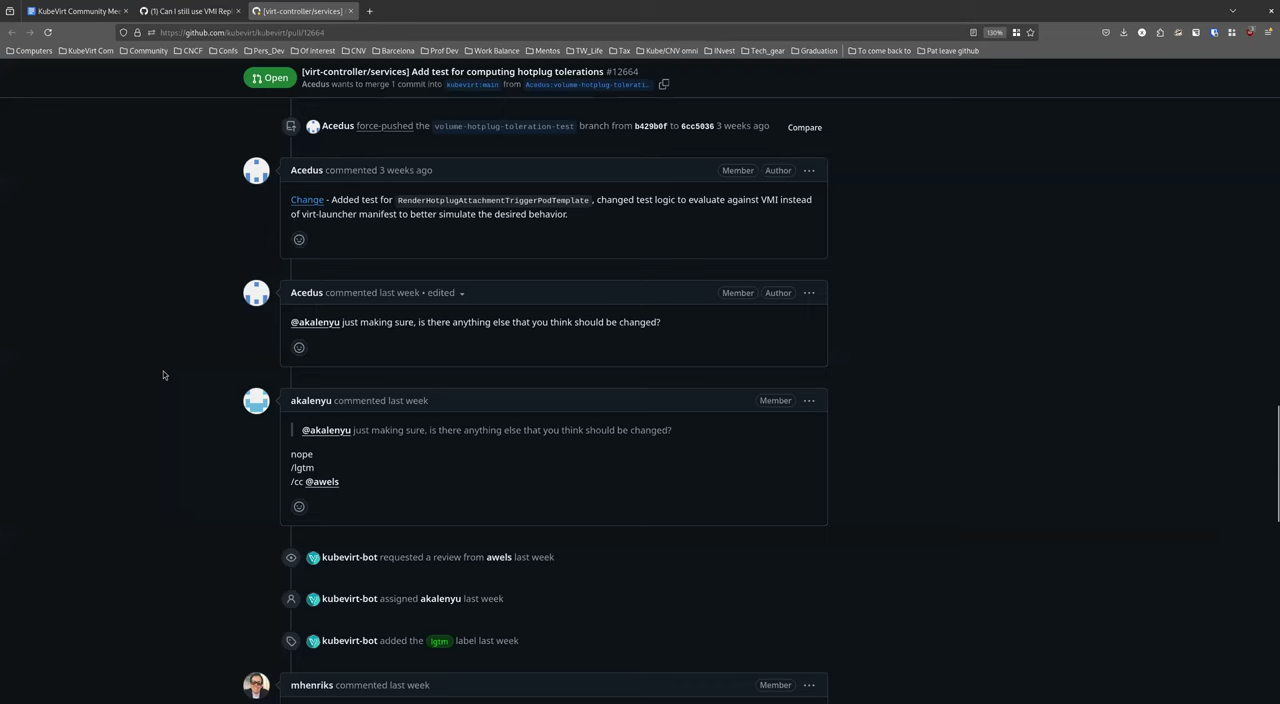 KubeVirt Community Me
(1) Can I still use VMI Rep
[virt-controller/services]
https://github.com/kubevirt/kubevirt/pull/12664
130%
Computers
KubeVirt Com
Community
CNCF
Confs
Pers_Dev
Of interest
CNV
Barcelona
Prof Dev
Work Balance
Mentos
TW_Life
Tax
Kube/CNV omni
INvest
Tech_gear
Graduation
To come back to
Pat leave github
Open
[virt-controller/services] Add test for computing hotplug tolerations #12664
Acedus wants to merge 1 commit into kubevirt:main from Acedus:volume-hotplug-tolerati…
Acedus force-pushed the volume-hotplug-toleration-test branch from b429b0f to 6cc5036 3 weeks ago
Compare
Acedus commented 3 weeks ago
Member
Author
Change - Added test for RenderHotplugAttachmentTriggerPodTemplate, changed test logic to evaluate against VMI instead
of virt-launcher manifest to better simulate the desired behavior.
Acedus commented last week • edited
Member
Author
@akalenyu just making sure, is there anything else that you think should be changed?
akalenyu commented last week
Member
@akalenyu just making sure, is there anything else that you think should be changed?
nope
/lgtm
/cc @awels
kubevirt-bot requested a review from awels last week
kubevirt-bot assigned akalenyu last week
kubevirt-bot added the lgtm label last week
mhenriks commented last week
Member